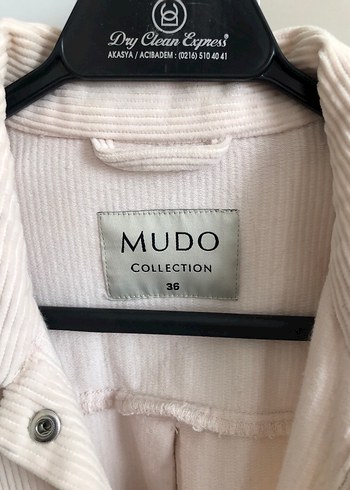 Dry Clean Express®
AKASYA / ACIBADEM : (0216) 510 40 41
MUDO
COLLECTION
36